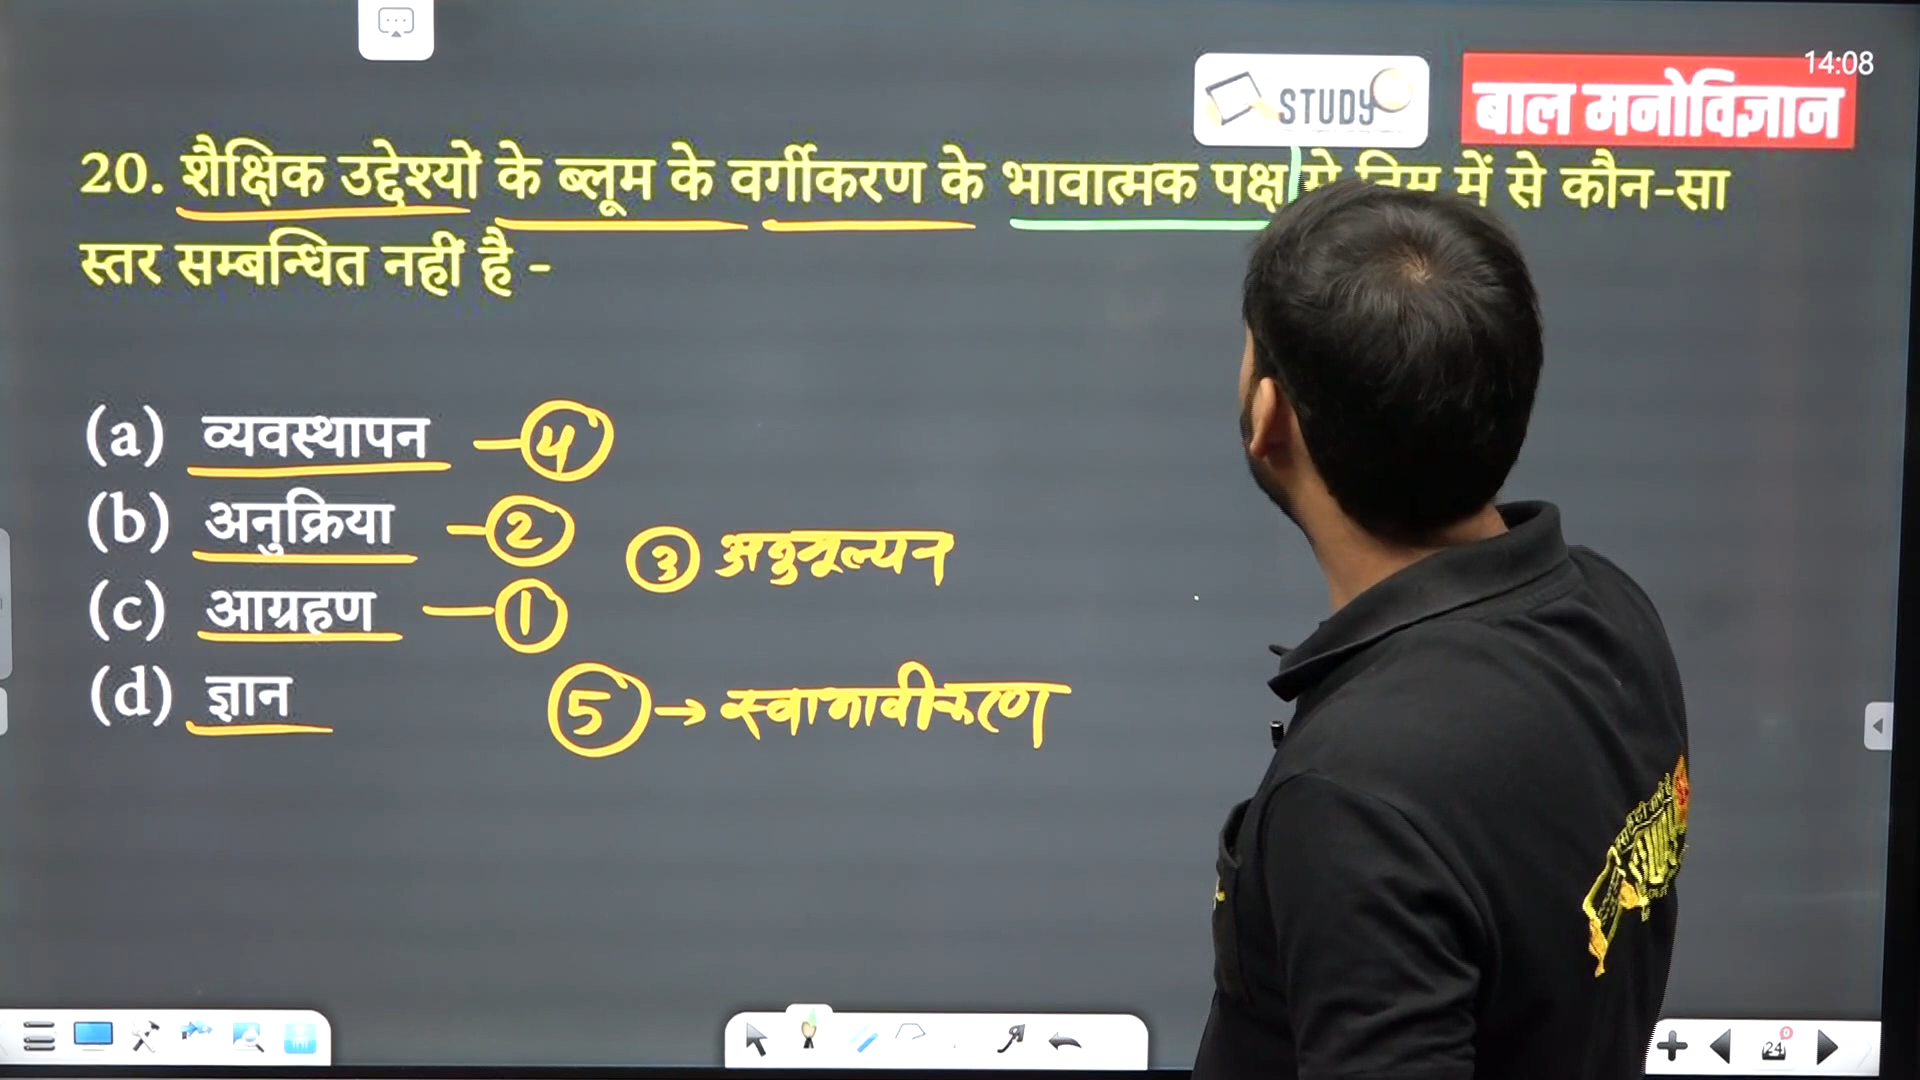 14:08
STUDY
बाल मनोविज्ञान
20. शैक्षिक उद्देश्यों के ब्लूम के वर्गीकरण के भावात्मक पक्ष में से कौन-सा
स्तर सम्बन्धित नहीं है -
(a) व्यवस्थापन - 4
(b) अनुक्रिया - 2
3 अनुमूल्यन
(c) आग्रहण - 1
(d) ज्ञान
5 → स्वाभावीकरण
24